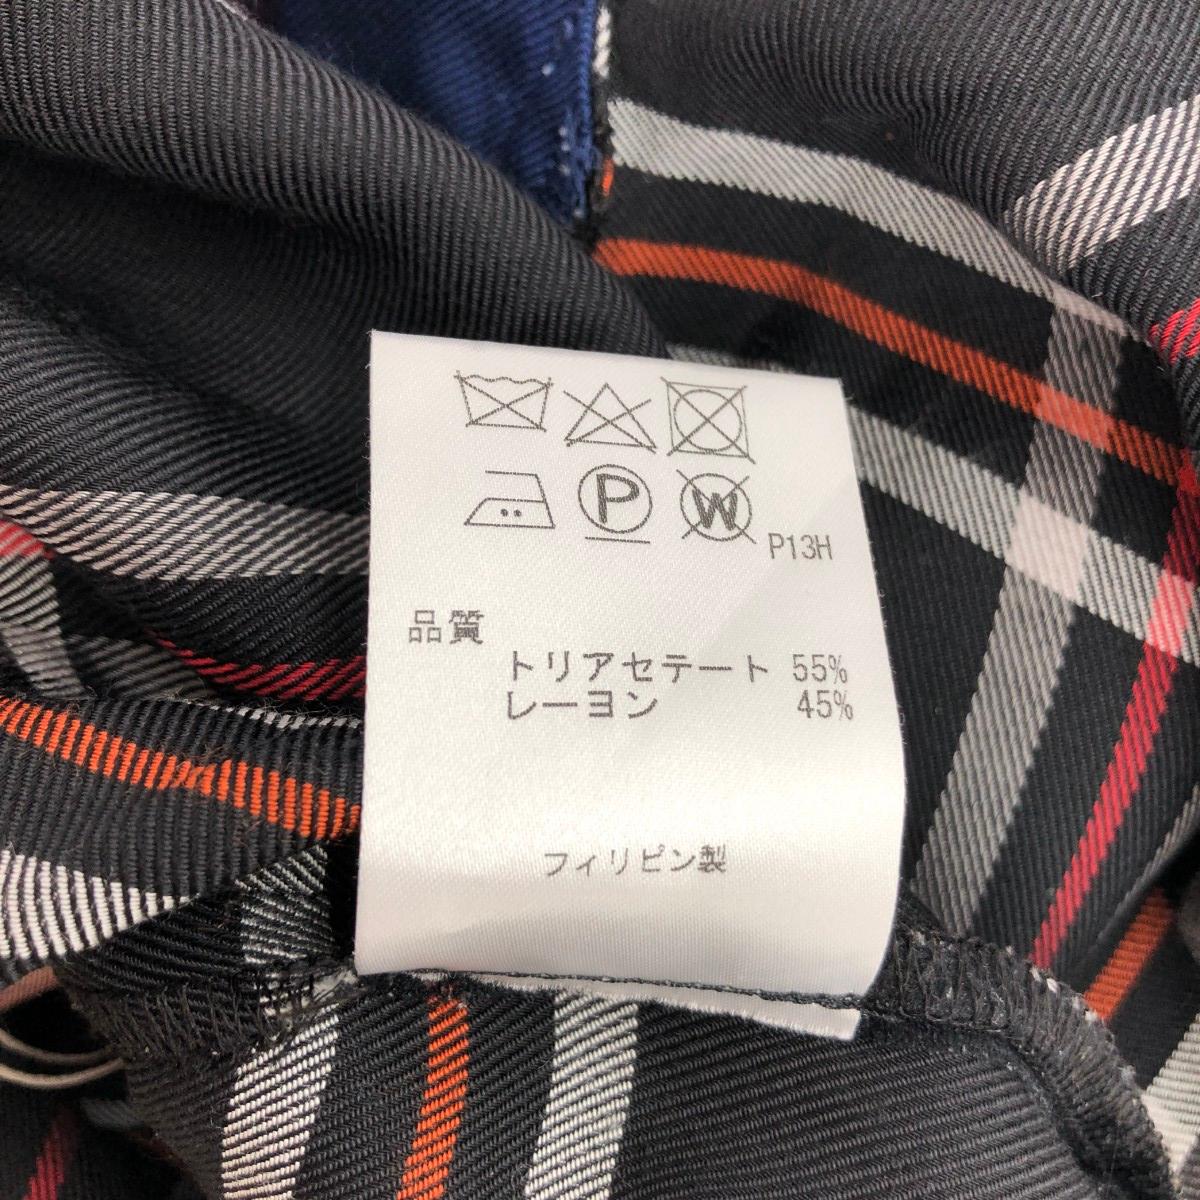 P W P13H
品質
トリアセテート 55%
レーヨン 45%
フィリピン製